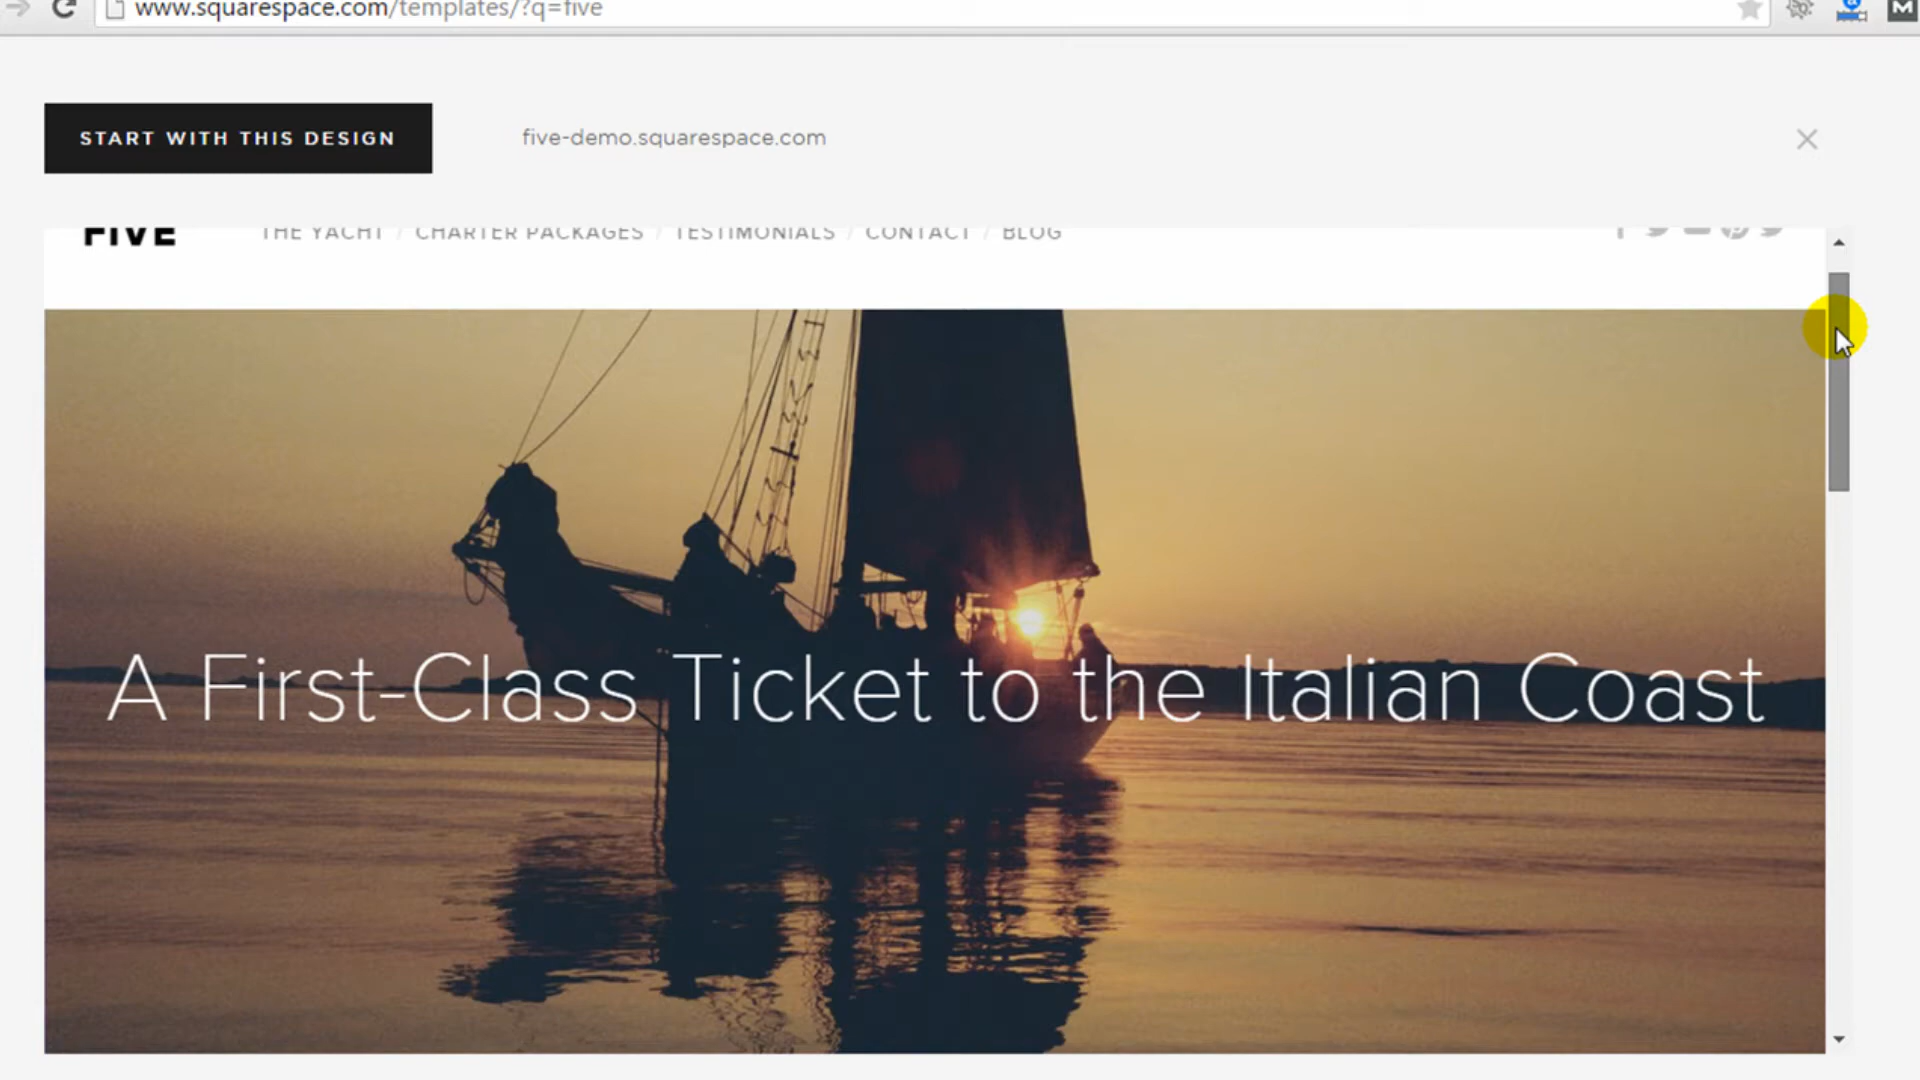 www.squarespace.com/templates/?q=five
M
START WITH THIS DESIGN
five-demo.squarespace.com
FIVE
THE YACHT / CHARTER PACKAGES / TESTIMONIALS / CONTACT / BLOG
A First-Class Ticket to the Italian Coast